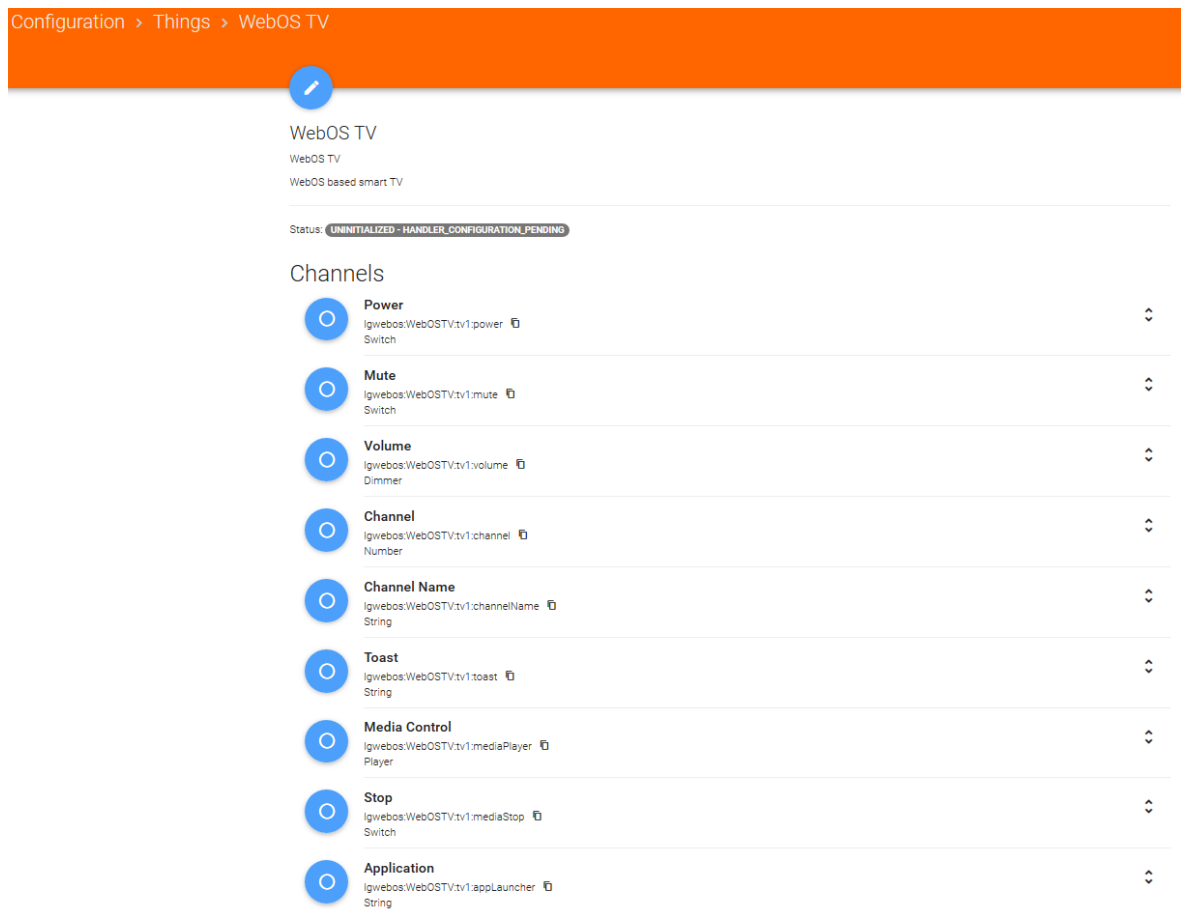 Configuration > Things > WebOS TV
WebOS TV
WebOS TV
WebOS based smart TV
Status: UNINITIALIZED - HANDLER_CONFIGURATION_PENDING
Channels
Power
lgwebos:WebOSTV:tv1:power
Switch
Mute
lgwebos:WebOSTV:tv1:mute
Switch
Volume
lgwebos:WebOSTV:tv1:volume
Dimmer
Channel
lgwebos:WebOSTV:tv1:channel
Number
Channel Name
lgwebos:WebOSTV:tv1:channelName
String
Toast
lgwebos:WebOSTV:tv1:toast
String
Media Control
lgwebos:WebOSTV:tv1:mediaPlayer
Player
Stop
lgwebos:WebOSTV:tv1:mediaStop
Switch
Application
lgwebos:WebOSTV:tv1:appLauncher
String